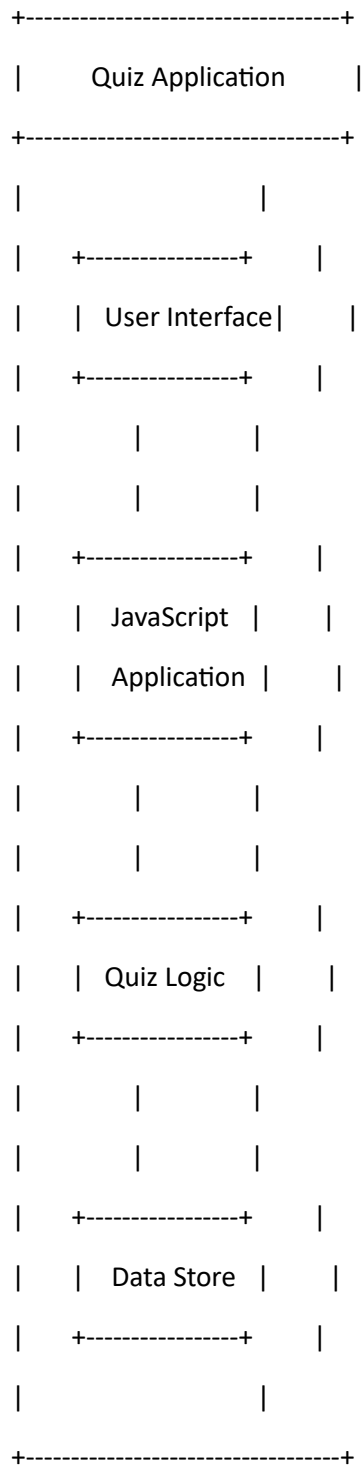 +-----------------------------------+
| Quiz Application |
+-----------------------------------+
| |
| +-----------------+ |
| | User Interface| |
| +-----------------+ |
| | |
| | |
| +-----------------+ |
| | JavaScript | |
| | Application | |
| +-----------------+ |
| | |
| | |
| +-----------------+ |
| | Quiz Logic | |
| +-----------------+ |
| | |
| | |
| +-----------------+ |
| | Data Store | |
| +-----------------+ |
| |
+-----------------------------------+